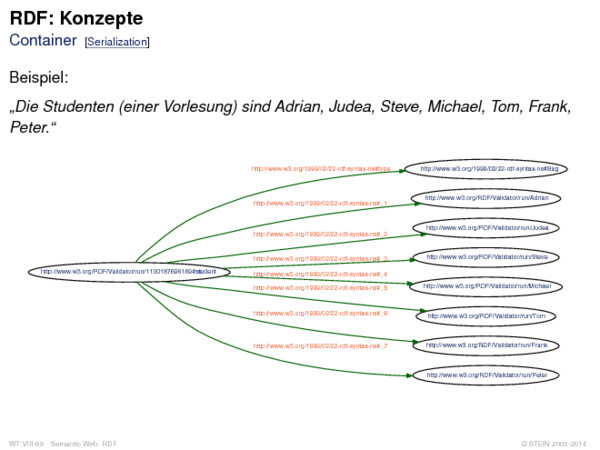 RDF: Konzepte
Container [Serialization]
Beispiel:
„Die Studenten (einer Vorlesung) sind Adrian, Judea, Steve, Michael, Tom, Frank,
Peter.“
http://www.w3.org/1999/02/22-rdf-syntax-ns#type
http://www.w3.org/1999/02/22-rdf-syntax-ns#Bag
http://www.w3.org/1999/02/22-rdf-syntax-ns#_1
http://www.w3.org/RDF/Validator/run/Adrian
http://www.w3.org/1999/02/22-rdf-syntax-ns#_2
http://www.w3.org/RDF/Validator/run/Judea
http://www.w3.org/1999/02/22-rdf-syntax-ns#_3
http://www.w3.org/RDF/Validator/run/Steve
http://www.w3.org/1999/02/22-rdf-syntax-ns#_4
http://www.w3.org/1999/02/22-rdf-syntax-ns#_5
http://www.w3.org/RDF/Validator/run/Michael
http://www.w3.org/1999/02/22-rdf-syntax-ns#_6
http://www.w3.org/RDF/Validator/run/Tom
http://www.w3.org/1999/02/22-rdf-syntax-ns#_7
http://www.w3.org/RDF/Validator/run/Frank
http://www.w3.org/RDF/Validator/run/Peter
WT:VIII-69 Semantic Web: RDF
© STEIN 2005-2014